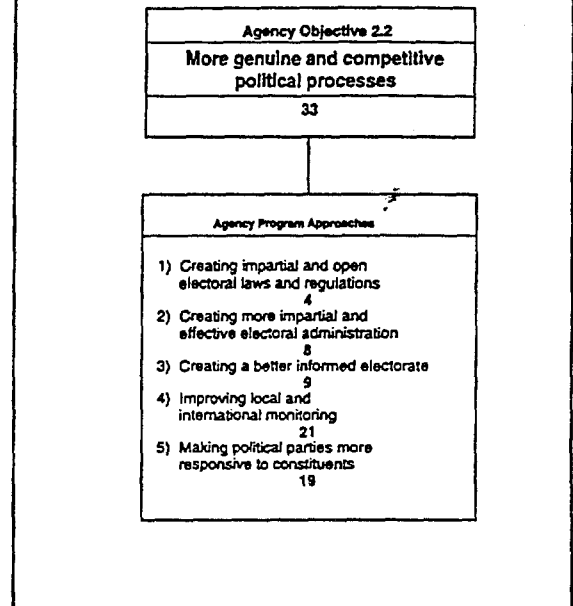 Agency Objective 2.2
More genuine and competitive
political processes
33
Agency Program Approaches
1) Creating impartial and open
electoral laws and regulations
4
2) Creating more impartial and
effective electoral administration
8
3) Creating a better informed electorate
9
4) Improving local and
international monitoring
21
5) Making political parties more
responsive to constituents
19